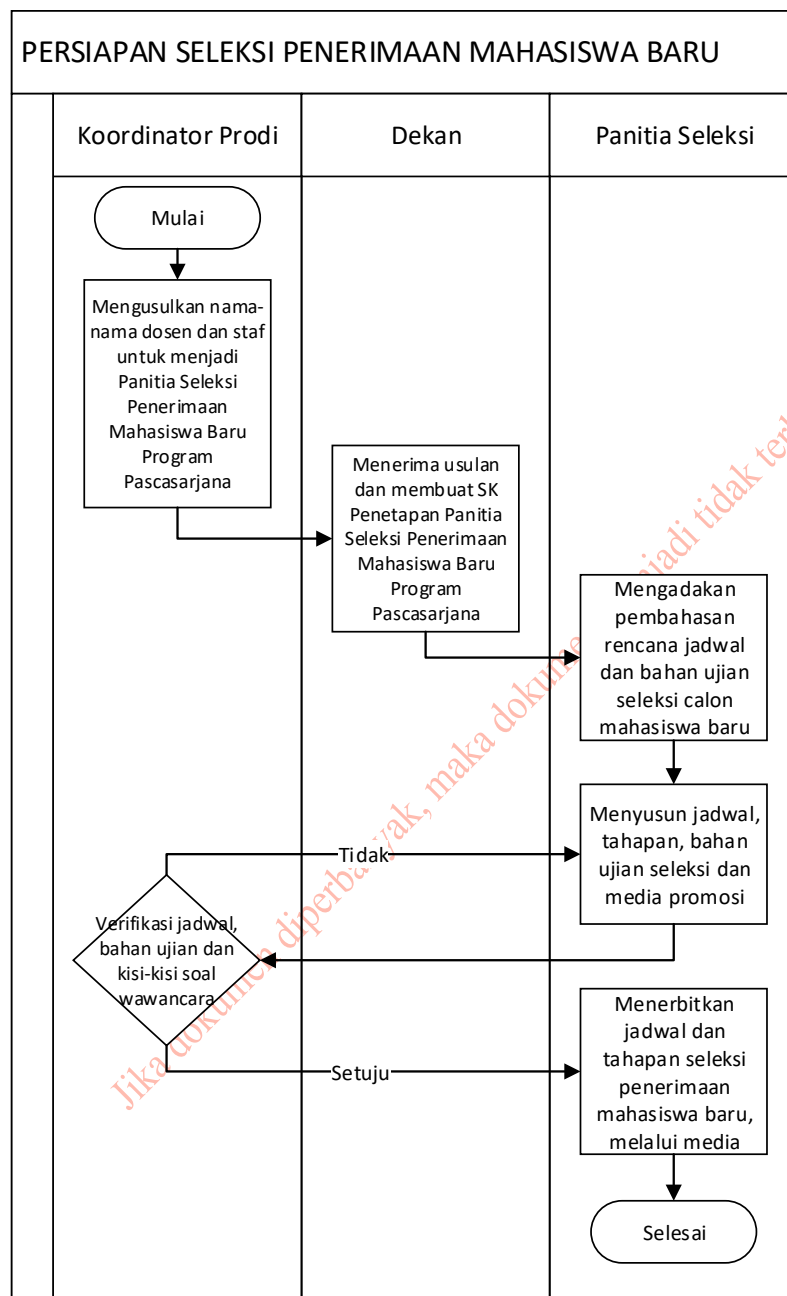 PERSIAPAN SELEKSI PENERIMAAN MAHASISWA BARU
Koordinator Prodi
Dekan
Panitia Seleksi
Mulai
Mengusulkan nama-
nama dosen dan staf
untuk menjadi
Panitia Seleksi
Penerimaan
Mahasiswa Baru
Program
Pascasarjana
Menerima usulan
dan membuat SK
Penetapan Panitia
Seleksi Penerimaan
Mahasiswa Baru
Program
Pascasarjana
Mengadakan
pembahasan
rencana jadwal
dan bahan ujian
seleksi calon
mahasiswa baru
Menyusun jadwal,
tahapan, bahan
ujian seleksi dan
media promosi
Tidak
Verifikasi jadwal,
bahan ujian dan
kisi-kisi soal
wawancara
Setuju
Menerbitkan
jadwal dan
tahapan seleksi
penerimaan
mahasiswa baru,
melalui media
Selesai
Jika dokumen diperbanyak, maka dokumen menjadi tidak